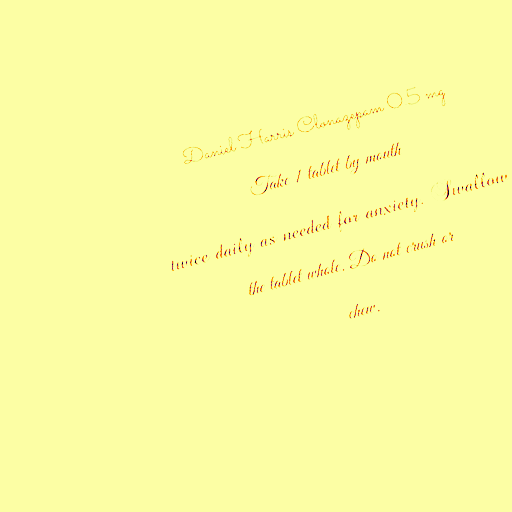 Daniel Harris Clonazepam 0.5 mg
Take 1 tablet by mouth
twice daily as needed for anxiety. Swallow
the tablet whole. Do not crush or
chew.